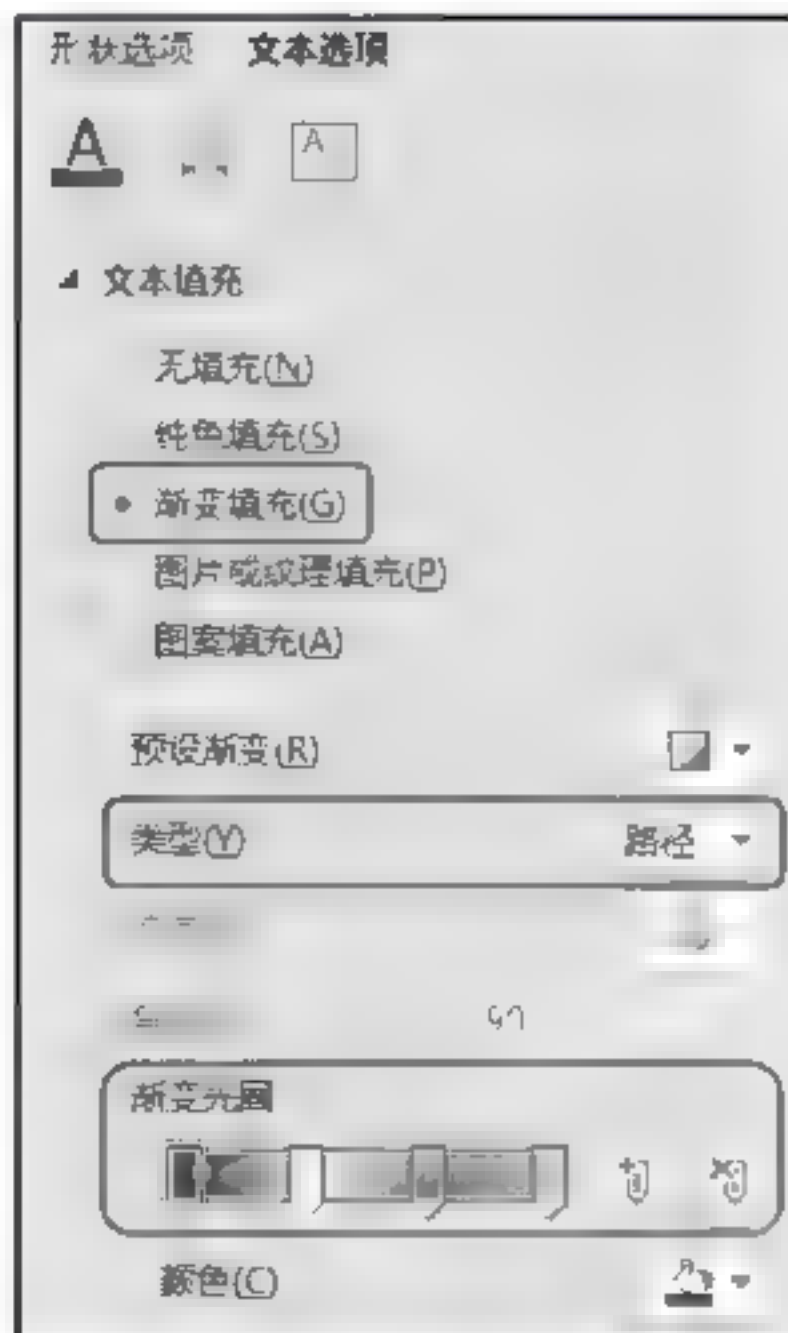 形状选项 文本选项
A A
文本填充
无填充(N)
纯色填充(S)
渐变填充(G)
图片或纹理填充(P)
图案填充(A)
预设渐变(R)
类型(Y) 路径
渐变光圈
颜色(C)